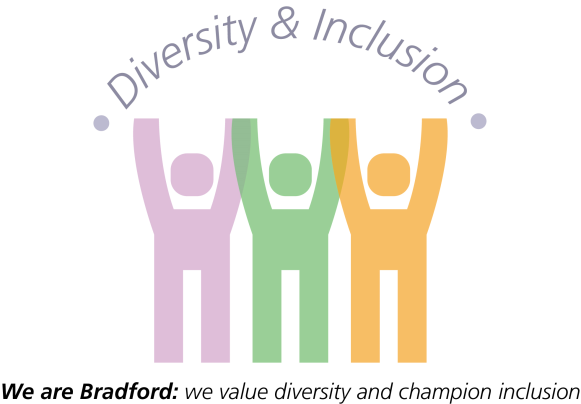 Diversity & Inclusion
We are Bradford: we value diversity and champion inclusion